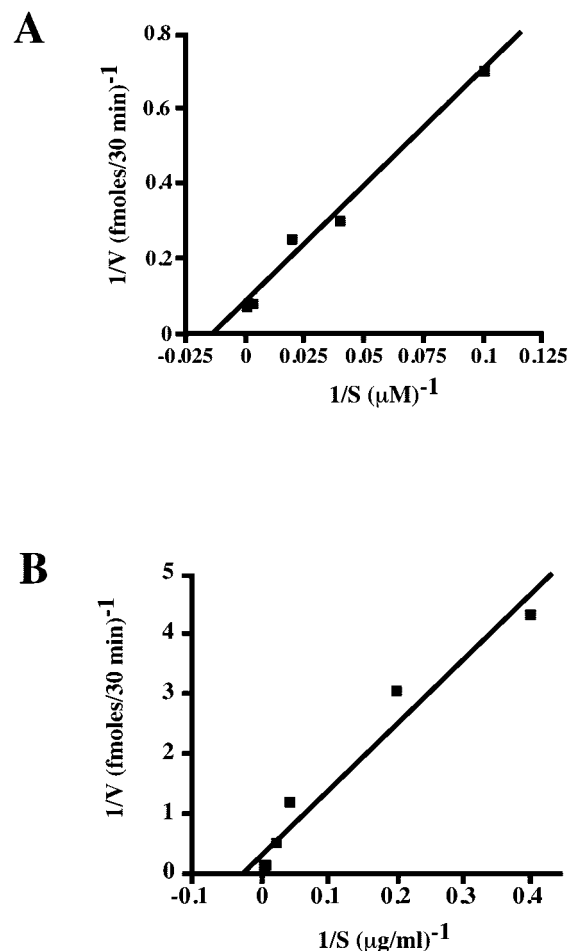 A
0.8
0.6
0.4
0.2
0
-0.025 0 0.025 0.05 0.075 0.1 0.125
1/V (fmoles/30 min)⁻¹
1/S (μM)⁻¹
B
5
4
3
2
1
0
-0.1 0 0.1 0.2 0.3 0.4
1/V (fmoles/30 min)⁻¹
1/S (μg/ml)⁻¹